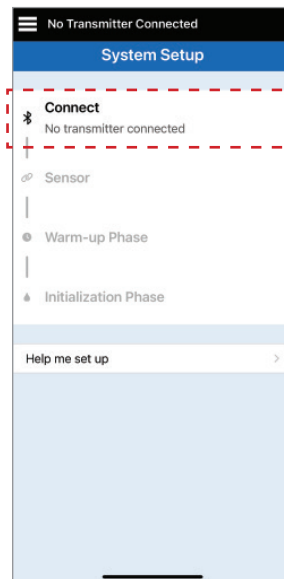 No Transmitter Connected
System Setup
Connect
No transmitter connected
Sensor
Warm-up Phase
Initialization Phase
Help me set up